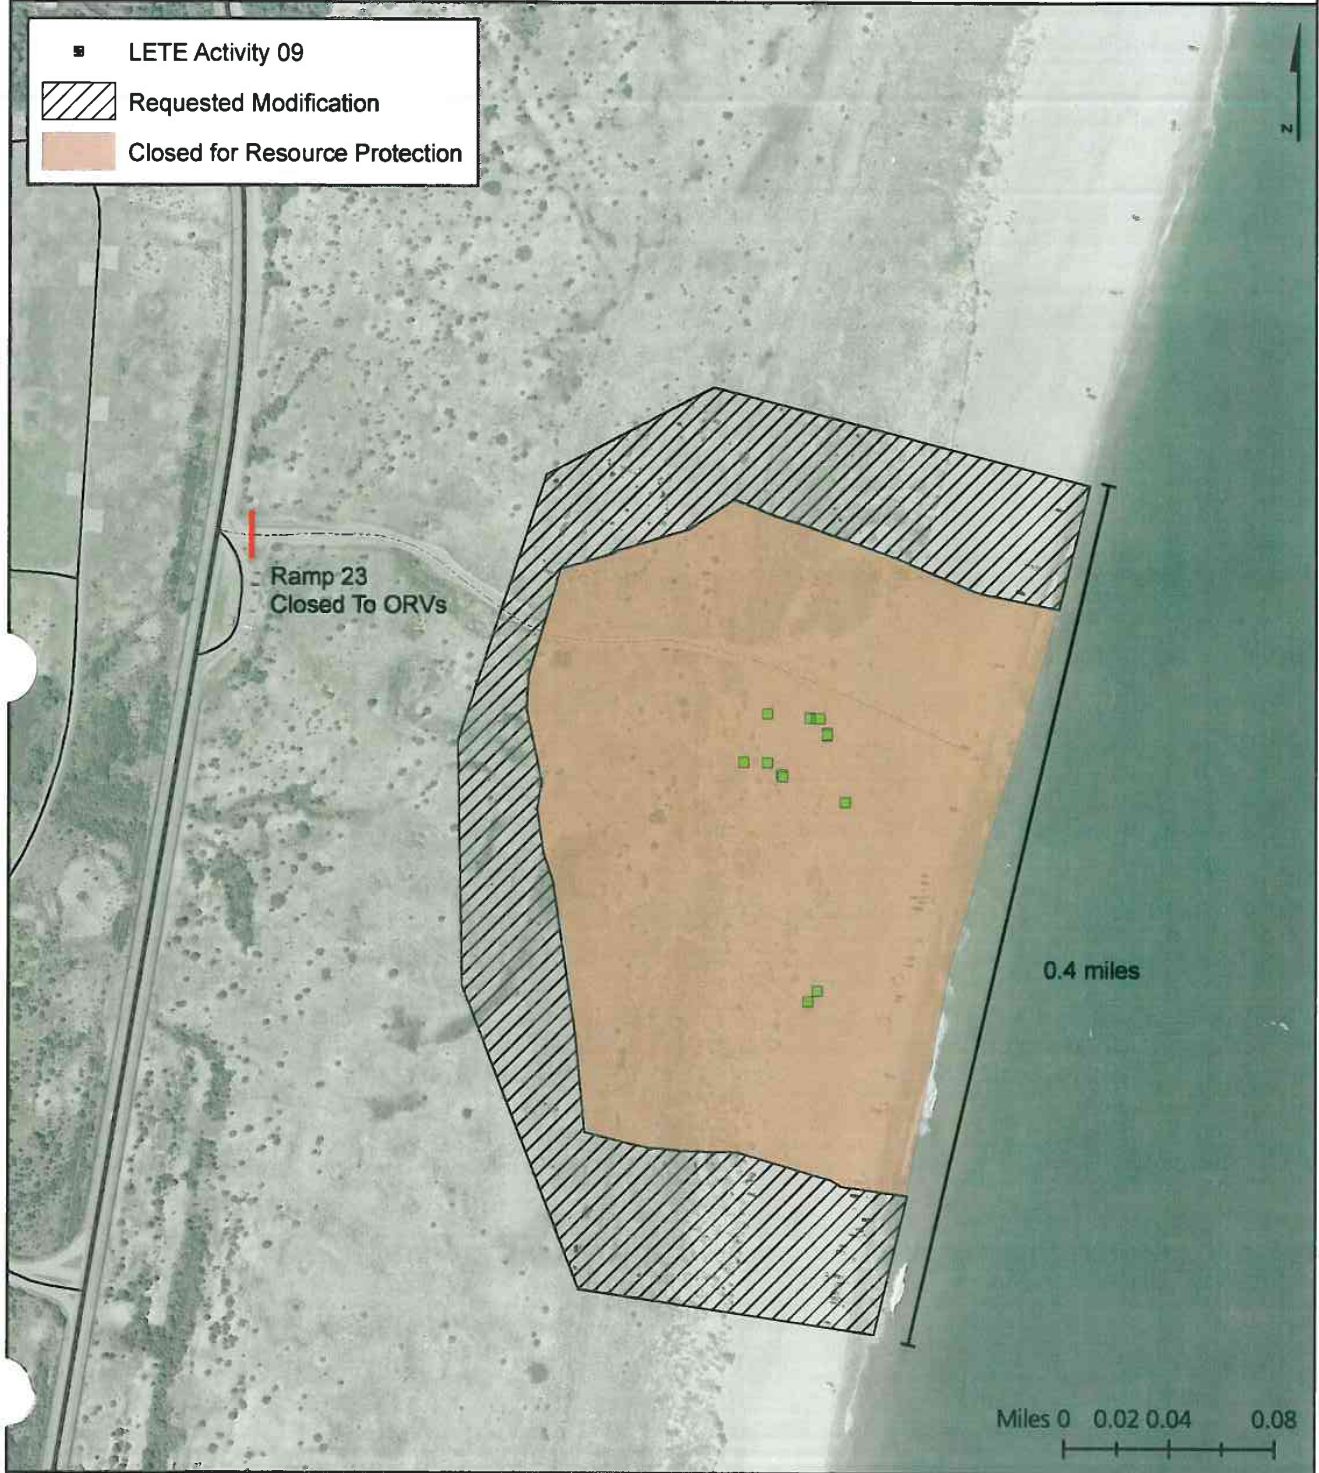 LETE Activity 09
Requested Modification
Closed for Resource Protection
N
Ramp 23
Closed To ORVs
0.4 miles
Miles 0 0.02 0.04 0.08